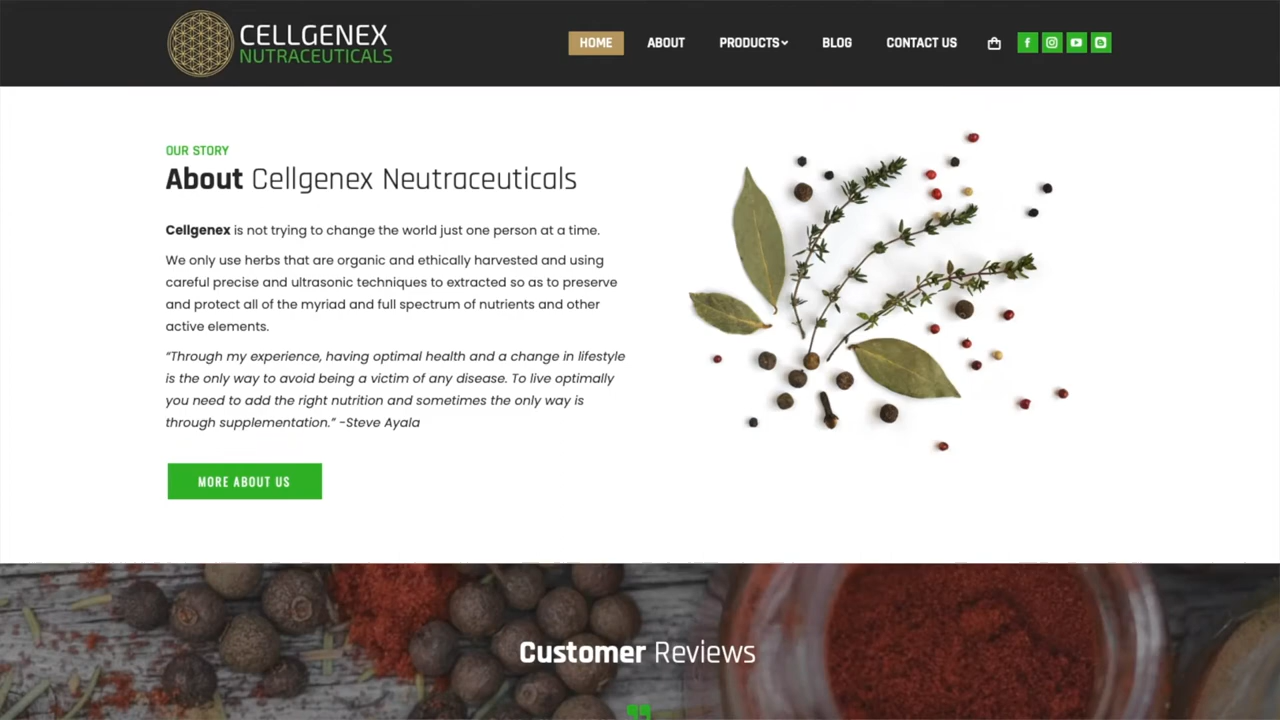 CELLGENEX
NUTRACEUTICALS
HOME ABOUT PRODUCTS BLOG CONTACT US
OUR STORY
About Cellgenex Neutraceuticals
Cellgenex is not trying to change the world just one person at a time.
We only use herbs that are organic and ethically harvested and using
careful precise and ultrasonic techniques to extracted so as to preserve
and protect all of the myriad and full spectrum of nutrients and other
active elements.
“Through my experience, having optimal health and a change in lifestyle
is the only way to avoid being a victim of any disease. To live optimally
you need to add the right nutrition and sometimes the only way is
through supplementation.” -Steve Ayala
MORE ABOUT US
Customer Reviews